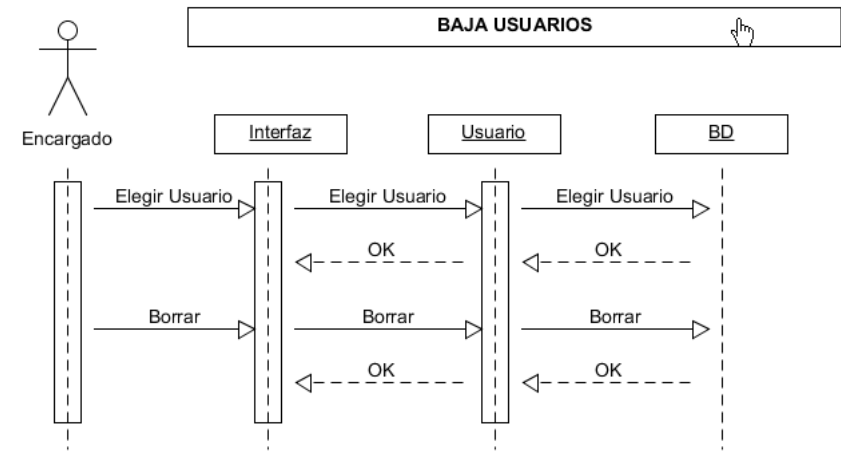 BAJA USUARIOS
Encargado
Interfaz
Usuario
BD
Elegir Usuario
Elegir Usuario
Elegir Usuario
OK
OK
Borrar
Borrar
Borrar
OK
OK